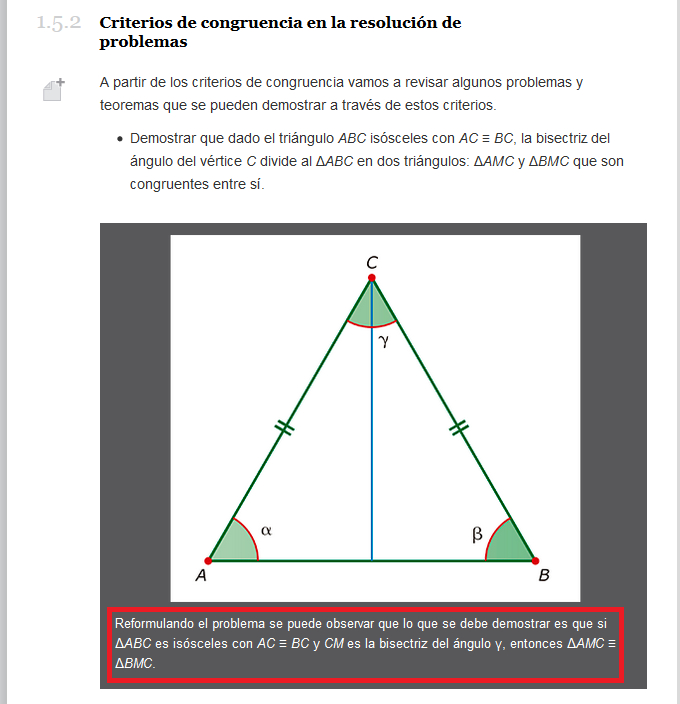 1.5.2 Criterios de congruencia en la resolución de
problemas
A partir de los criterios de congruencia vamos a revisar algunos problemas y
teoremas que se pueden demostrar a través de estos criterios.
• Demostrar que dado el triángulo ABC isósceles con AC ≡ BC, la bisectriz del
ángulo del vértice C divide al ΔABC en dos triángulos: ΔAMC y ΔBMC que son
congruentes entre sí.
C
γ
α
β
A
B
Reformulando el problema se puede observar que lo que se debe demostrar es que si
ΔABC es isósceles con AC ≡ BC y CM es la bisectriz del ángulo γ, entonces ΔAMC ≡
ΔBMC.